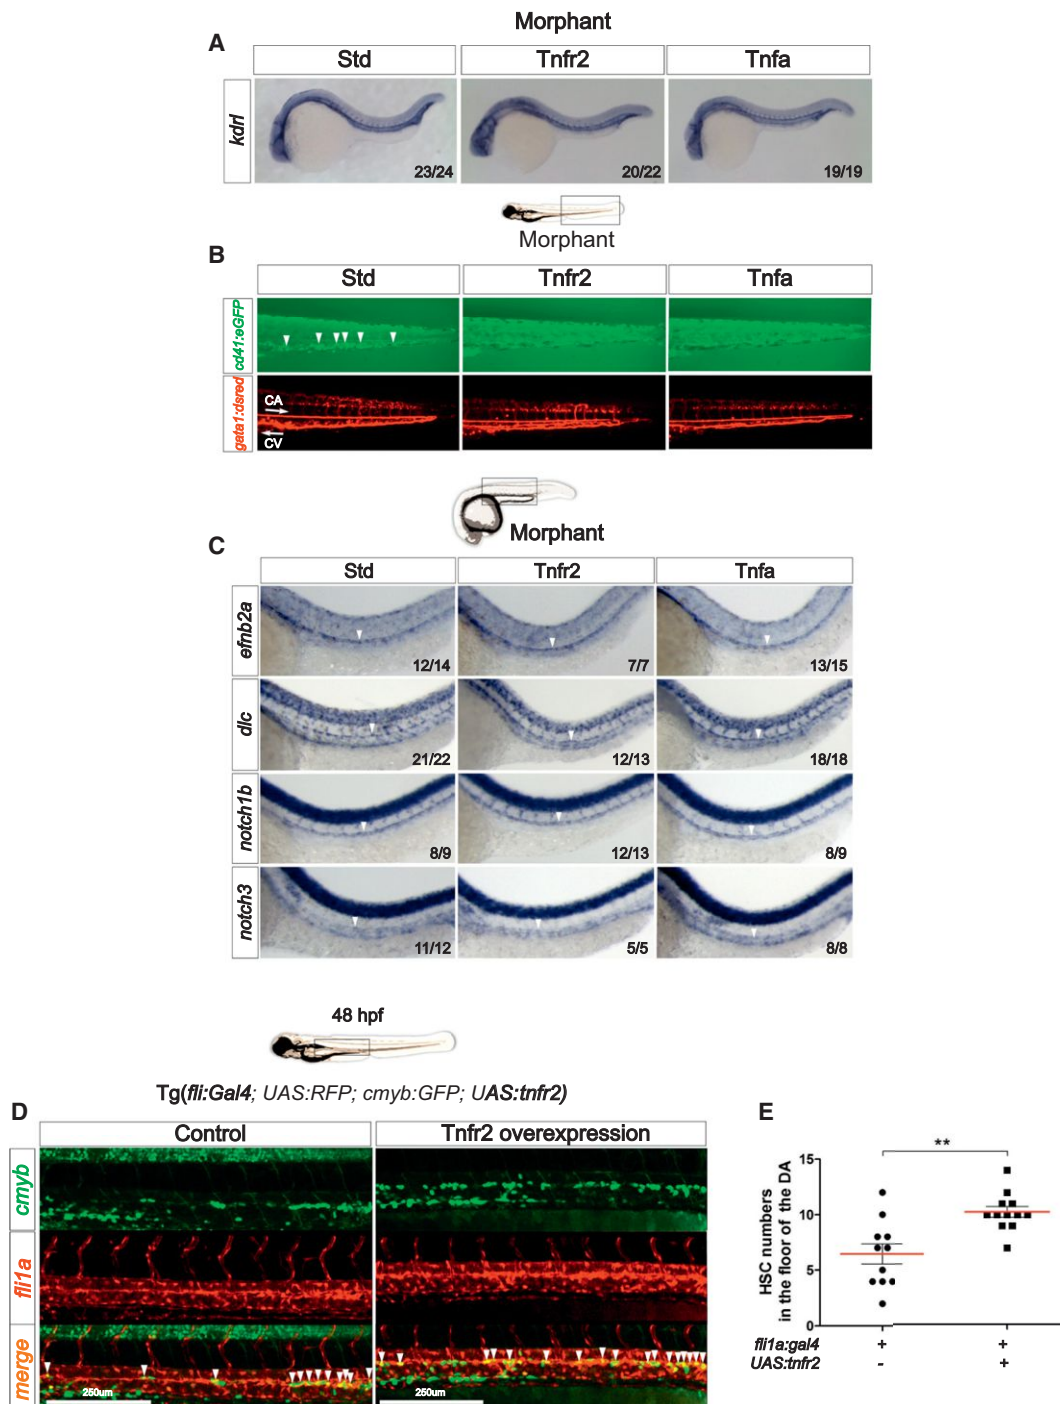 Morphant
A
Std Tnfr2 Tnfa
kdrl
23/24 20/22 19/19
Morphant
B
Std Tnfr2 Tnfa
cd41:eGFP
gata1:dsred
CA
CV
Morphant
C
Std Tnfr2 Tnfa
efnb2a
12/14 7/7 13/15
dlc
21/22 12/13 18/18
notch1b
8/9 12/13 8/9
notch3
11/12 5/5 8/8
48 hpf
Tg(fli:Gal4; UAS:RFP; cmyb:GFP; UAS:tnfr2)
D
Control Tnfr2 overexpression
cmyb
fli1a
merge
250um 250um
E
**
HSC numbers
in the floor of the DA
15
10
5
0
fli1a:gal4 + +
UAS:tnfr2 - +